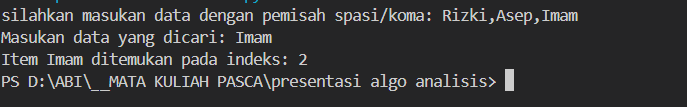 silahkan masukan data dengan pemisah spasi/koma: Rizki,Asep,Imam
Masukan data yang dicari: Imam
Item Imam ditemukan pada indeks: 2
PS D:\ABI\__MATA KULIAH PASCA\presentasi algo analisis>